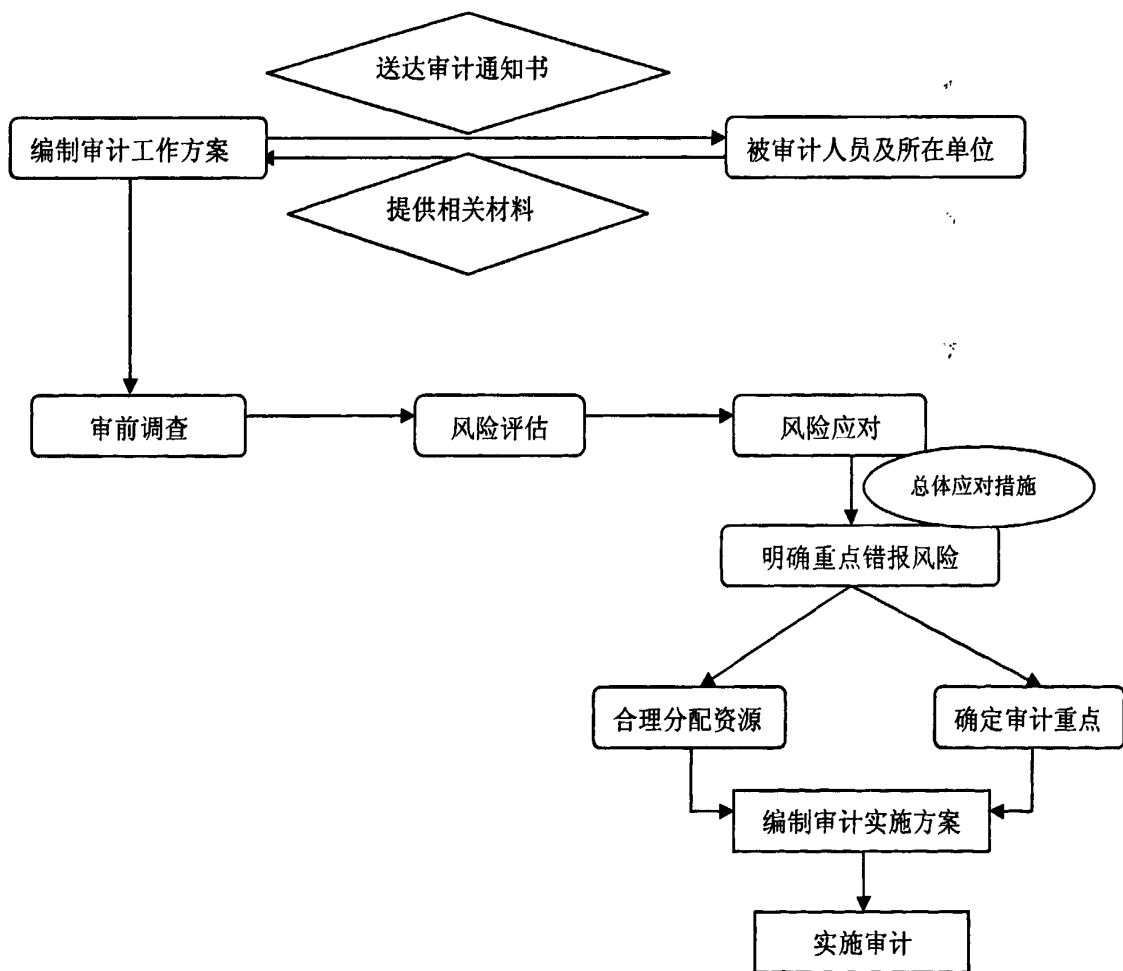 送达审计通知书
编制审计工作方案
被审计人员及所在单位
提供相关材料
审前调查
风险评估
风险应对
总体应对措施
明确重点错报风险
合理分配资源
确定审计重点
编制审计实施方案
实施审计